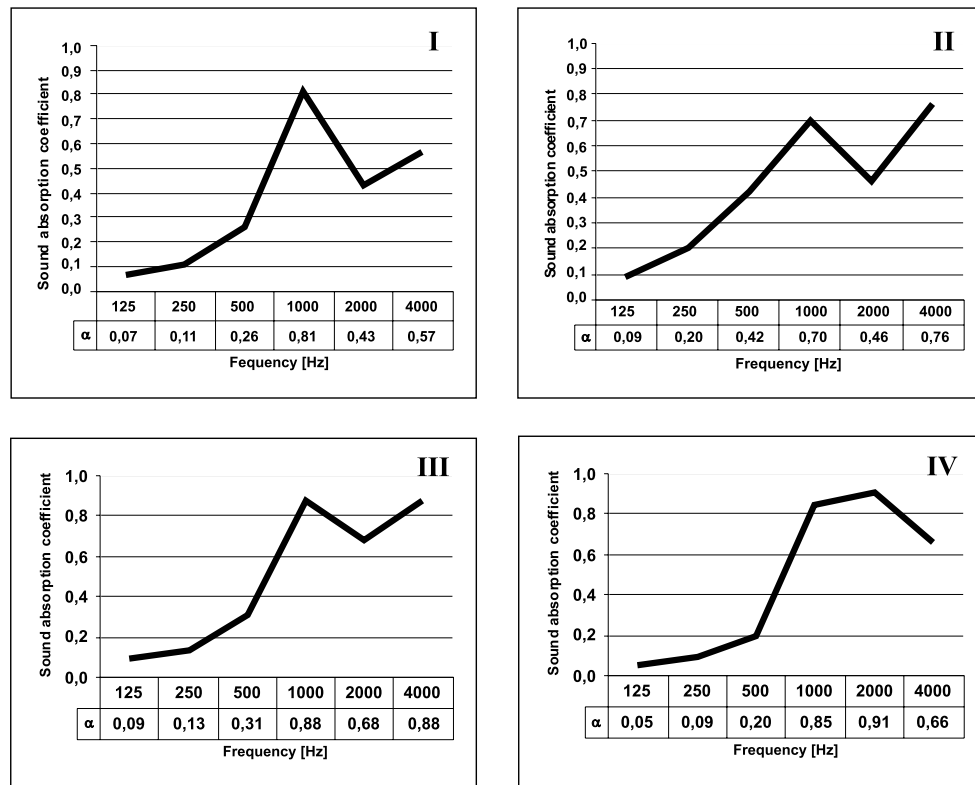 I
Sound absorption coefficient
1,0
0,9
0,8
0,7
0,6
0,5
0,4
0,3
0,2
0,1
0,0
125 250 500 1000 2000 4000
α 0,07 0,11 0,26 0,81 0,43 0,57
Fequency [Hz]
II
Sound absorption coefficient
1,0
0,9
0,8
0,7
0,6
0,5
0,4
0,3
0,2
0,1
0,0
125 250 500 1000 2000 4000
α 0,09 0,20 0,42 0,70 0,46 0,76
Frequency [Hz]
III
Sound absorption coefficient
1,0
0,8
0,6
0,4
0,2
0,0
125 250 500 1000 2000 4000
α 0,09 0,13 0,31 0,88 0,68 0,88
Frequency [Hz]
IV
Sound absorption coefficient
1,0
0,8
0,6
0,4
0,2
0,0
125 250 500 1000 2000 4000
α 0,05 0,09 0,20 0,85 0,91 0,66
Frequency [Hz]